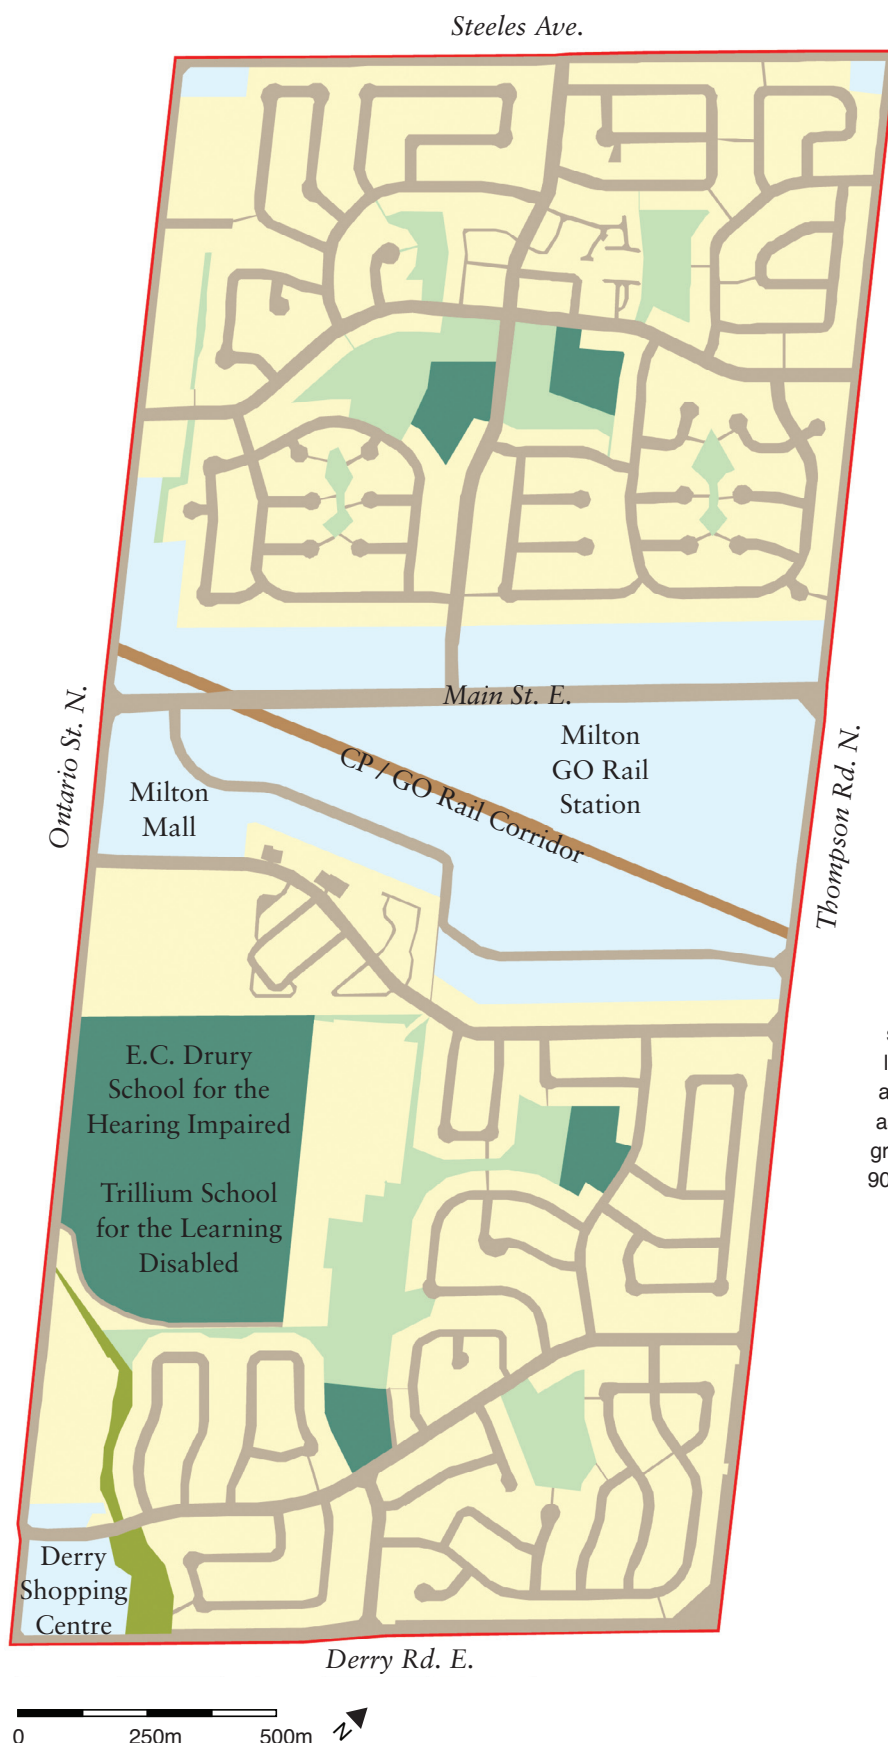 Steeles Ave.
Ontario St. N.
Main St. E.
Milton
GO Rail
Station
CP / GO Rail Corridor
Milton
Mall
Thompson Rd. N.
E.C. Drury
School for the
Hearing Impaired
Trillium School
for the Learning
Disabled
gr
90
Derry
Shopping
Centre
Derry Rd. E.
0 250m 500m N